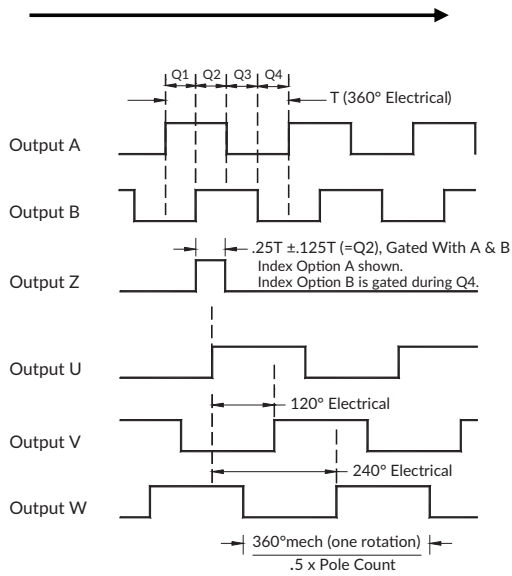 Q1 Q2 Q3 Q4
T (360° Electrical)
Output A
Output B
.25T ±.125T (=Q2), Gated With A & B
Index Option A shown.
Index Option B is gated during Q4.
Output Z
Output U
120° Electrical
Output V
240° Electrical
Output W
360°mech (one rotation)
.5 x Pole Count